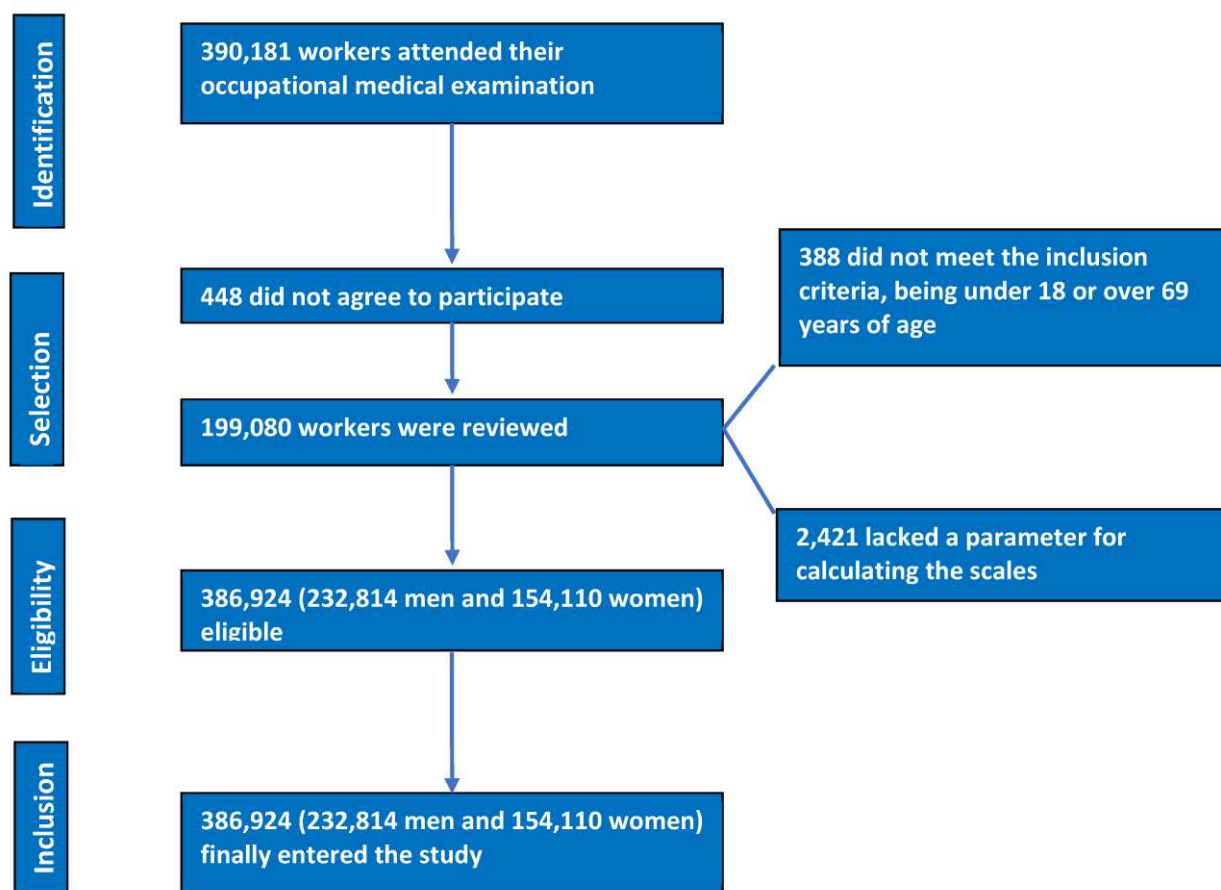 Identification
390,181 workers attended their
occupational medical examination
Selection
448 did not agree to participate
388 did not meet the inclusion
criteria, being under 18 or over 69
years of age
199,080 workers were reviewed
2,421 lacked a parameter for
calculating the scales
Eligibility
386,924 (232,814 men and 154,110 women)
eligible
Inclusion
386,924 (232,814 men and 154,110 women)
finally entered the study